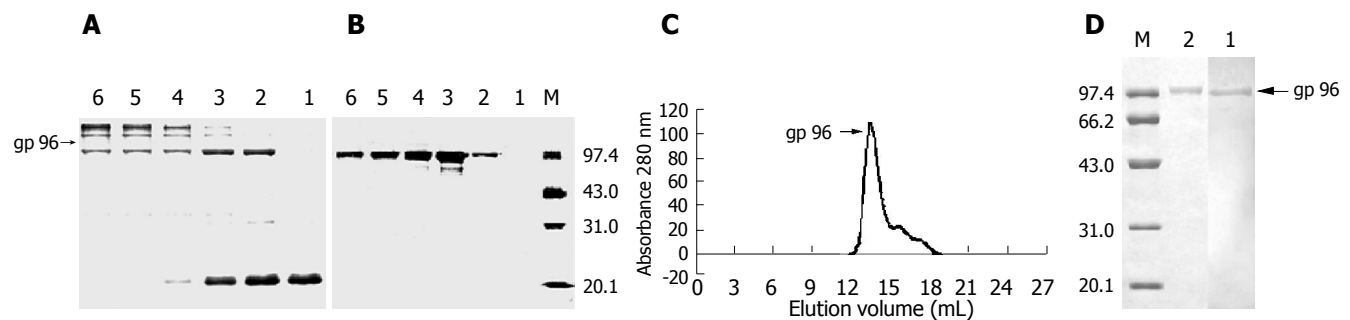 A
6 5 4 3 2 1
gp 96
B
6 5 4 3 2 1 M
97.4
43.0
31.0
20.1
C
120
100
80
60
40
20
0
-20
Absorbance 280 nm
gp 96
0 3 6 9 12 15 18 21 24 27
Elution volume (mL)
D
M 2 1
97.4
66.2
43.0
31.0
20.1
gp 96